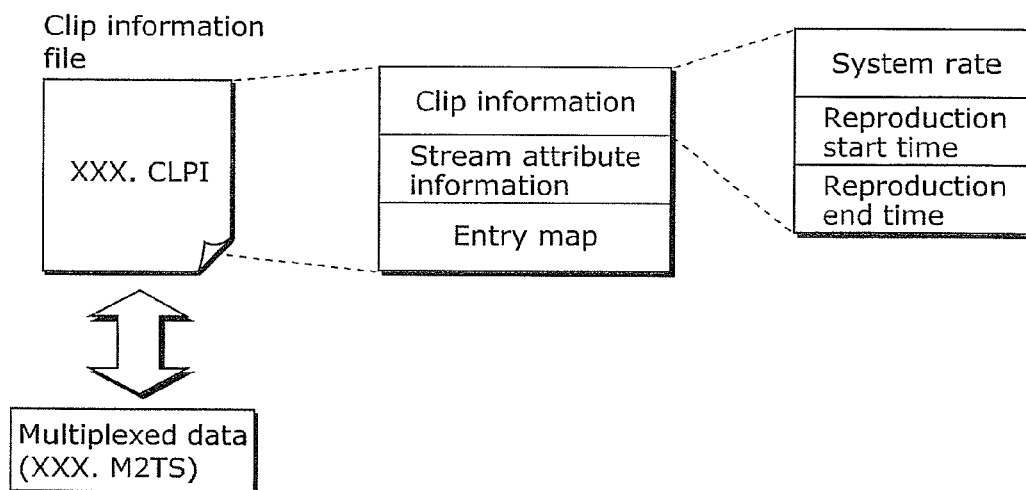 Clip information
file
XXX. CLPI
Multiplexed data
(XXX. M2TS)
Clip information
Stream attribute
information
Entry map
System rate
Reproduction
start time
Reproduction
end time